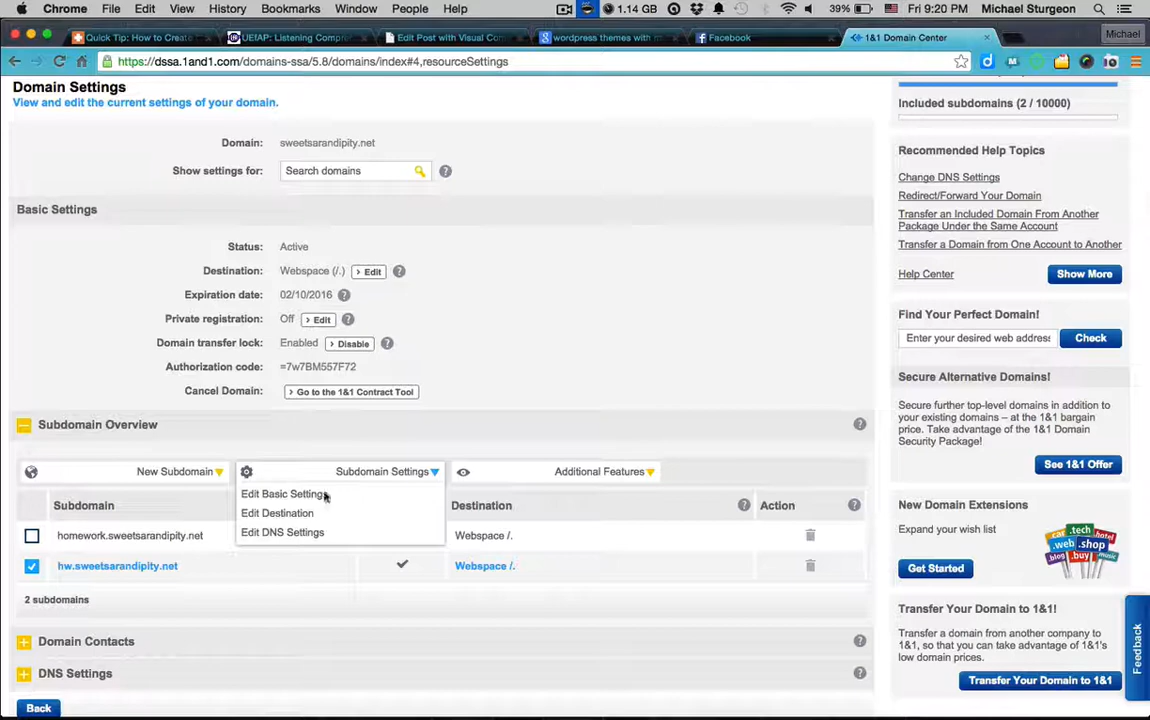 Chrome File Edit View History Bookmarks Window People Help 1.14 GB 39% Fri 9:20 PM Michael Sturgeon
Quick Tip: How to Create UEfAP: Listening Compre Edit Post with Visual Com wordpress themes with m Facebook 1&1 Domain Center Michael
https://dssa.1and1.com/domains-ssa/5.8/domains/index#4,resourceSettings
Domain Settings
View and edit the current settings of your domain.
Domain: sweetsarandipity.net
Show settings for: Search domains
Basic Settings
Status: Active
Destination: Webspace (/.) Edit
Expiration date: 02/10/2016
Private registration: Off Edit
Domain transfer lock: Enabled Disable
Authorization code: =7w7BM557F72
Cancel Domain: Go to the 1&1 Contract Tool
Subdomain Overview
New Subdomain Subdomain Settings Additional Features
Edit Basic Settings
Edit Destination
Edit DNS Settings
Subdomain Destination Action
homework.sweetsarandipity.net Webspace /.
hw.sweetsarandipity.net Webspace /.
2 subdomains
Domain Contacts
DNS Settings
Back
Included subdomains (2 / 10000)
Recommended Help Topics
Change DNS Settings
Redirect/Forward Your Domain
Transfer an Included Domain From Another
Package Under the Same Account
Transfer a Domain from One Account to Another
Help Center Show More
Find Your Perfect Domain!
Enter your desired web address Check
Secure Alternative Domains!
Secure further top-level domains in addition to
your existing domains – at the 1&1 bargain
price. Take advantage of the 1&1 Domain
Security Package!
See 1&1 Offer
New Domain Extensions
Expand your wish list
Get Started
.tech .web .shop .blog .buy
Transfer Your Domain to 1&1!
Transfer a domain from another company to
1&1, so that you can take advantage of 1&1's
low domain prices.
Transfer Your Domain to 1&1
Feedback